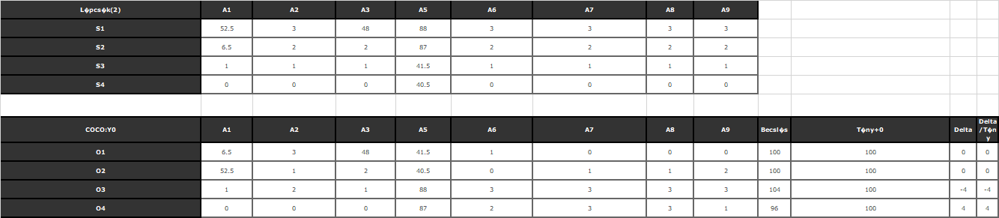 L�pcs�k(2) A1 A2 A3 A5 A6 A7 A8 A9
S1 52.5 3 48 88 3 3 3 3
S2 6.5 2 2 87 2 2 2 2
S3 1 1 1 41.5 1 1 1 1
S4 0 0 0 40.5 0 0 0 0
COCO:Y0 A1 A2 A3 A5 A6 A7 A8 A9 Becsl�s T�ny+0 Delta Delta/T�ny
O1 6.5 3 48 41.5 1 0 0 0 100 100 0 0
O2 52.5 1 2 40.5 0 1 1 2 100 100 0 0
O3 1 2 1 88 3 3 3 3 104 100 -4 -4
O4 0 0 0 87 2 3 3 1 96 100 4 4